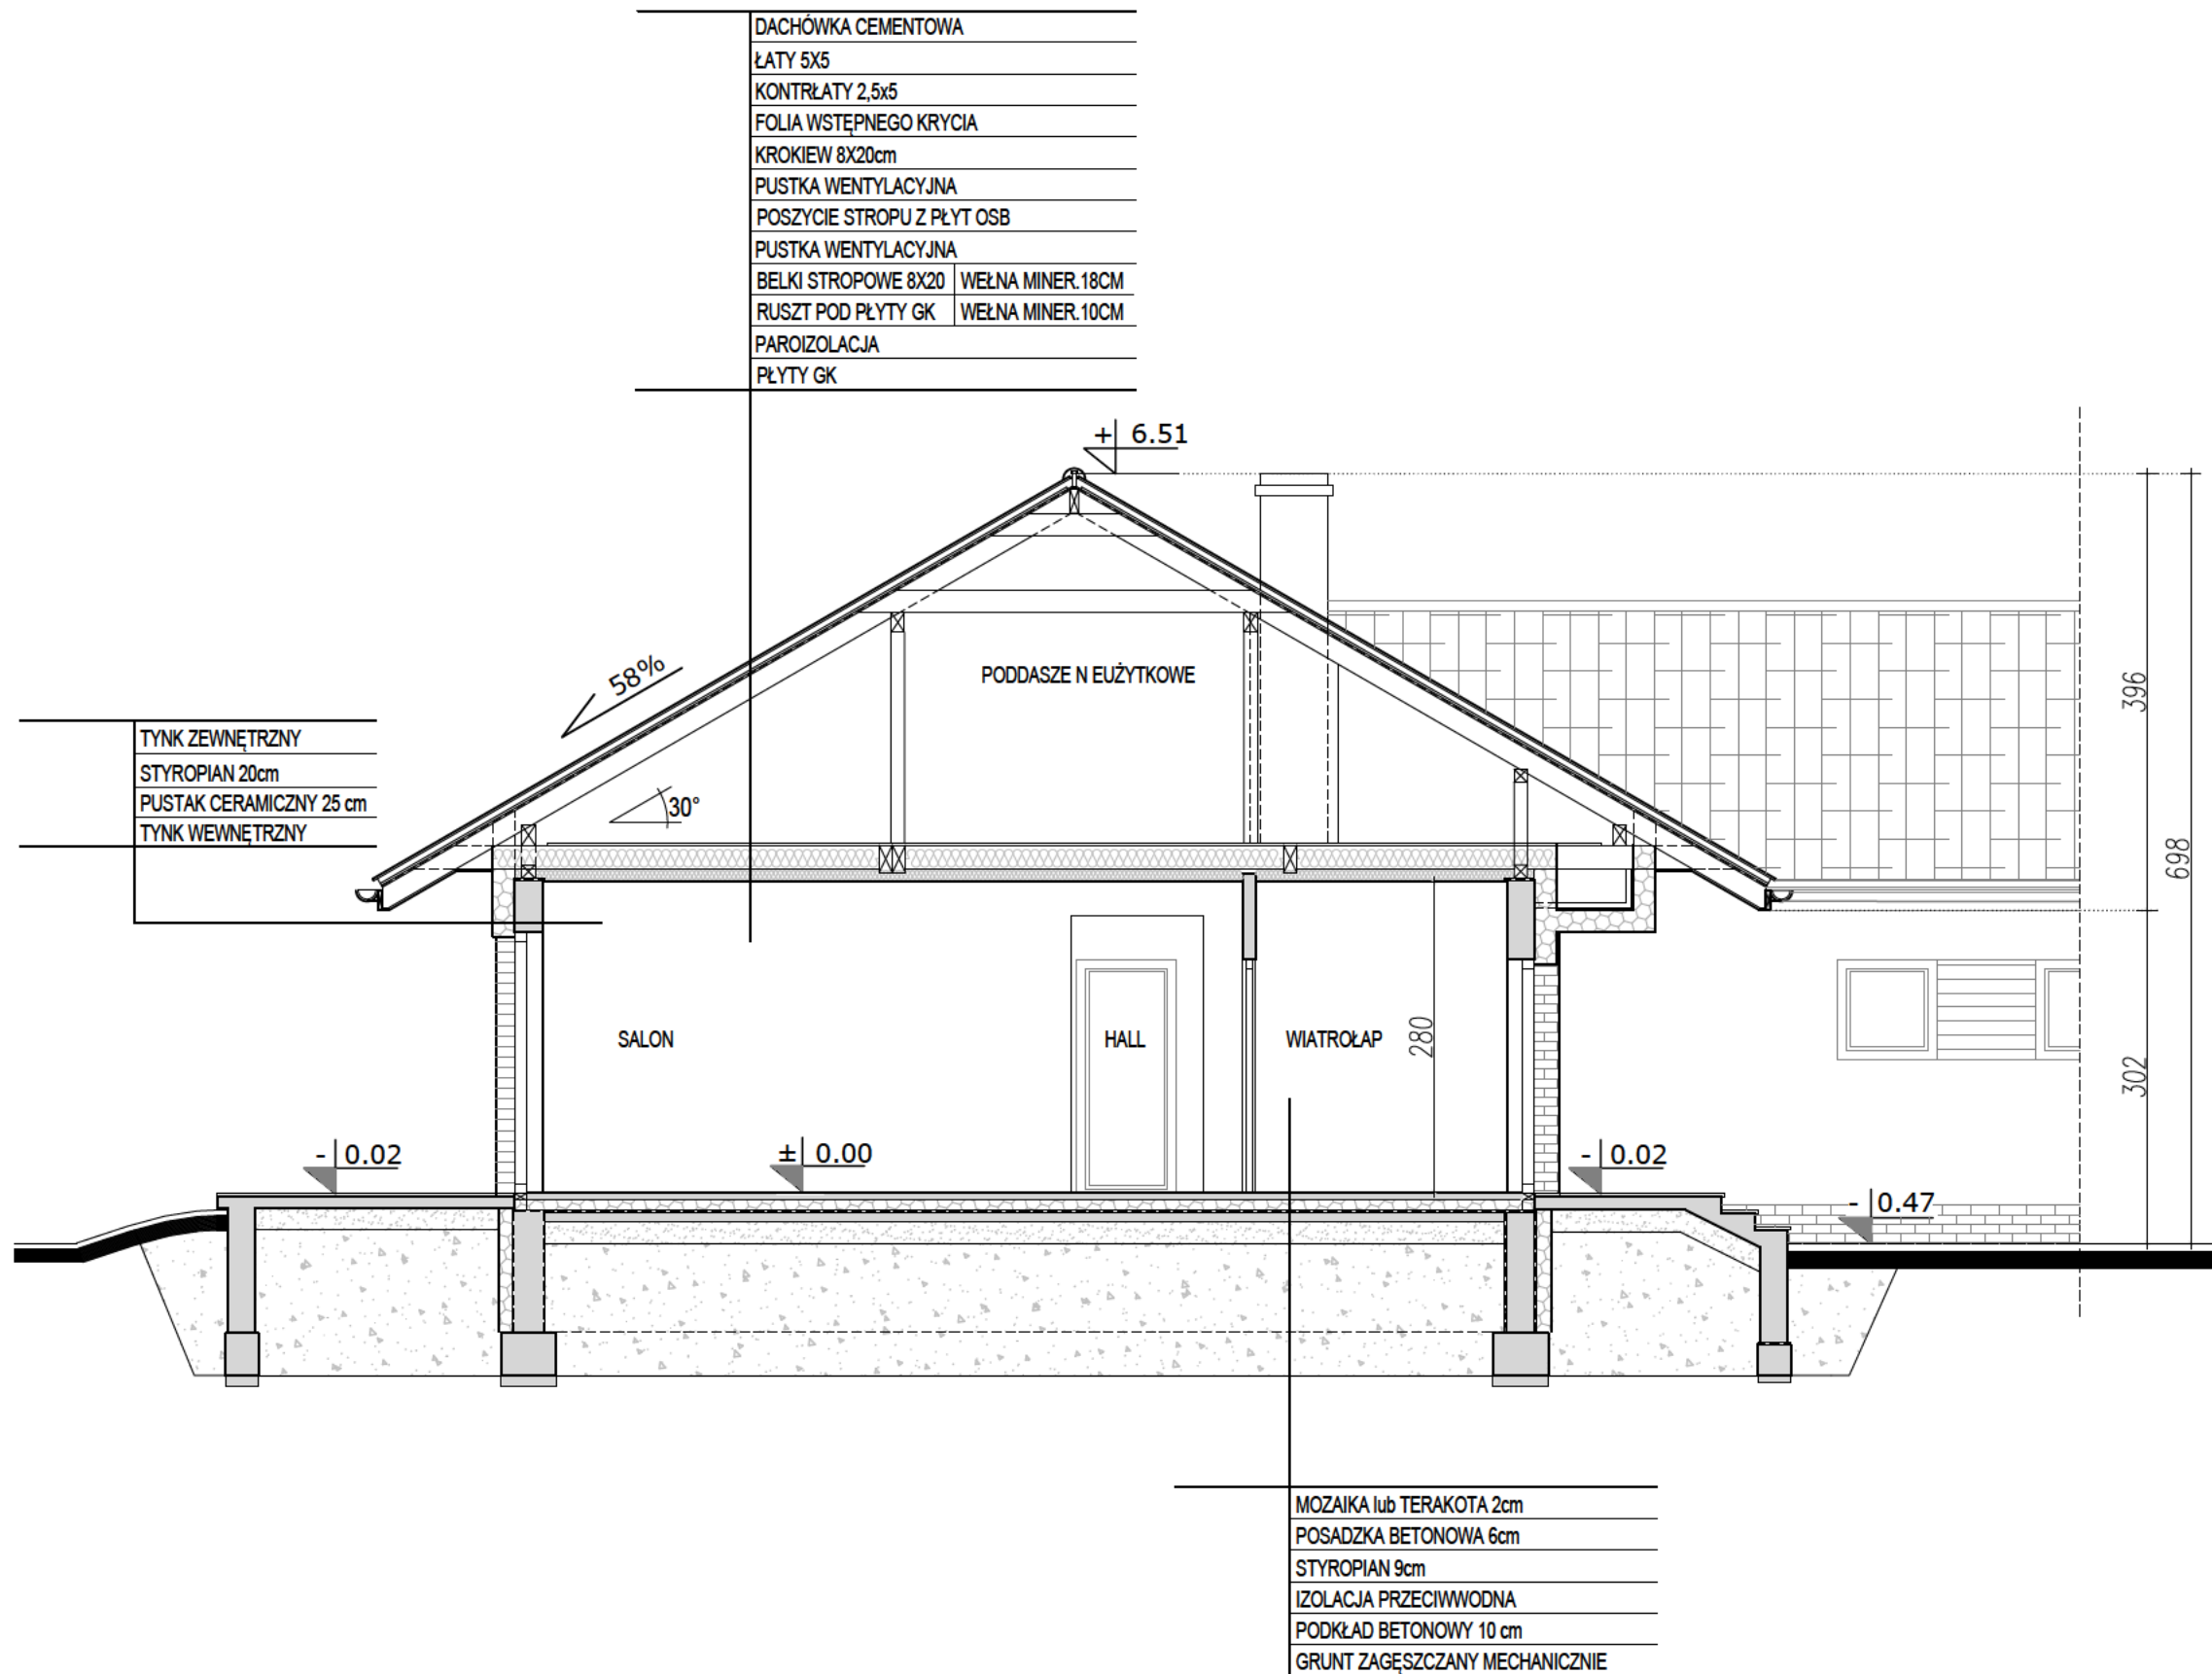 DACHÓWKA CEMENTOWA
ŁATY 5X5
KONTRŁATY 2,5x5
FOLIA WSTĘPNEGO KRYCIA
KROKIEW 8X20cm
PUSTKA WENTYLACYJNA
POSZYCIE STROPU Z PŁYT OSB
PUSTKA WENTYLACYJNA
BELKI STROPOWE 8X20 WEŁNA MINER.18CM
RUSZT POD PŁYTY GK WEŁNA MINER.10CM
PAROIZOLACJA
PŁYTY GK
+ 6.51
58%
PODDASZE N EUŻYTKOWE
396
TYNK ZEWNĘTRZNY
STYROPIAN 20cm
PUSTAK CERAMICZNY 25 cm
TYNK WEWNĘTRZNY
30°
698
SALON
HALL
WIATROŁAP
280
302
- 0.02
± 0.00
- 0.02
- 0.47
MOZAIKA lub TERAKOTA 2cm
POSADZKA BETONOWA 6cm
STYROPIAN 9cm
IZOLACJA PRZECIWWODNA
PODKŁAD BETONOWY 10 cm
GRUNT ZAGĘSZCZANY MECHANICZNIE